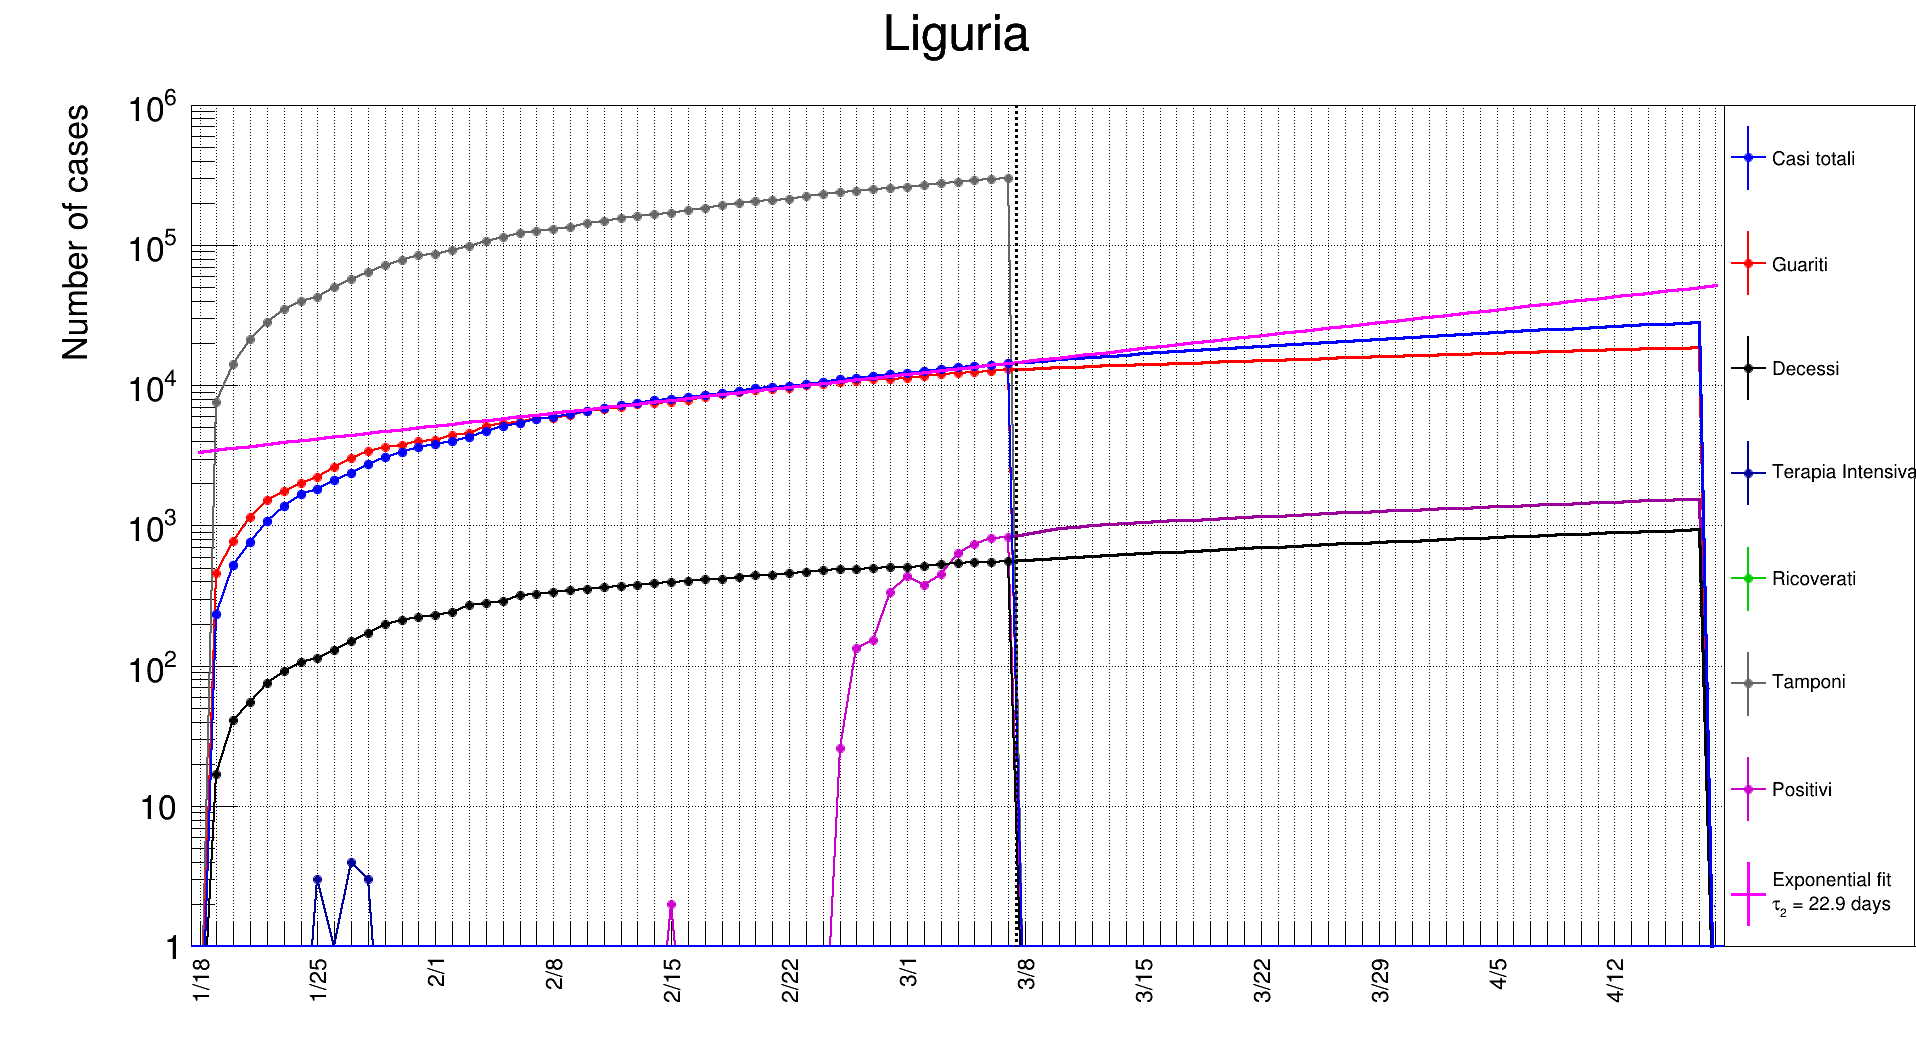 Liguria
Number of cases
10^6
10^5
10^4
10^3
10^2
10
1
1/18 1/25 2/1 2/8 2/15 2/22 3/1 3/8 3/15 3/22 3/29 4/5 4/12
Casi totali
Guariti
Decessi
Terapia Intensiva
Ricoverati
Tamponi
Positivi
Exponential fit
τ₂ = 22.9 days